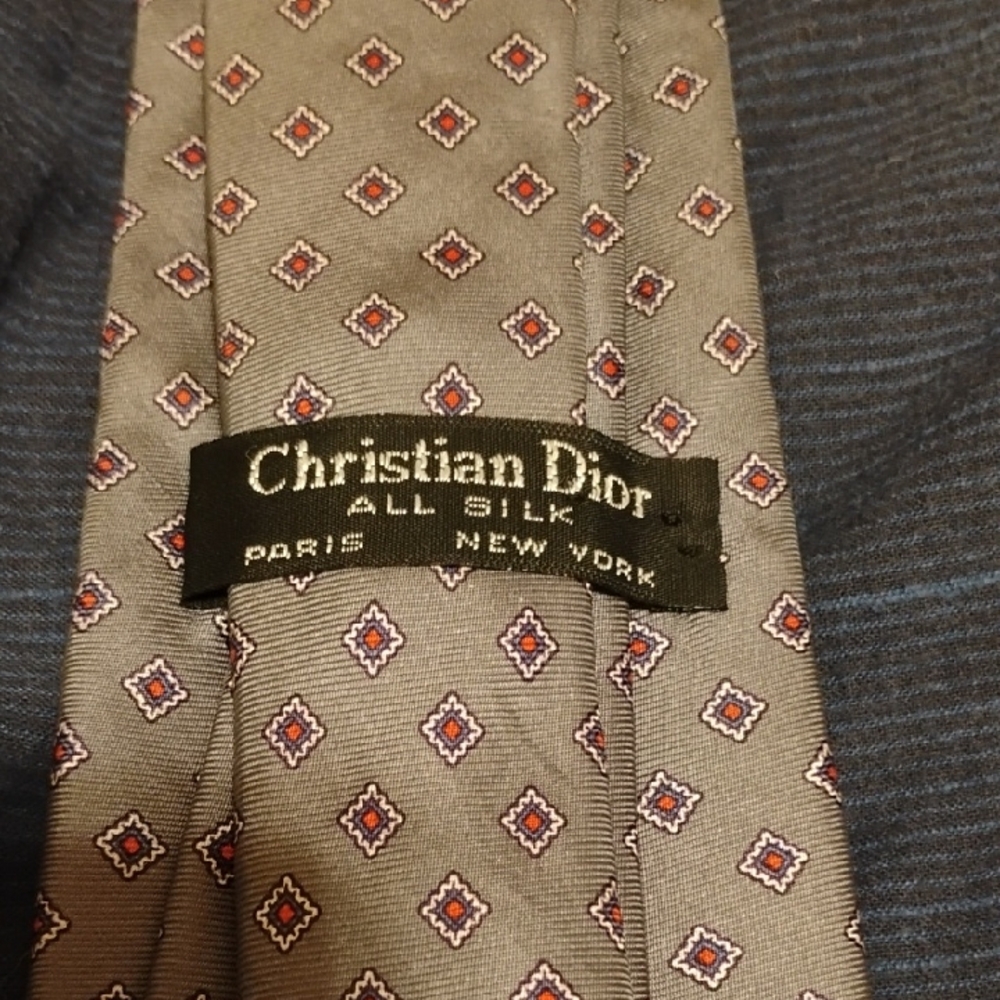 Christian Dior
ALL SILK
PARIS NEW YORK